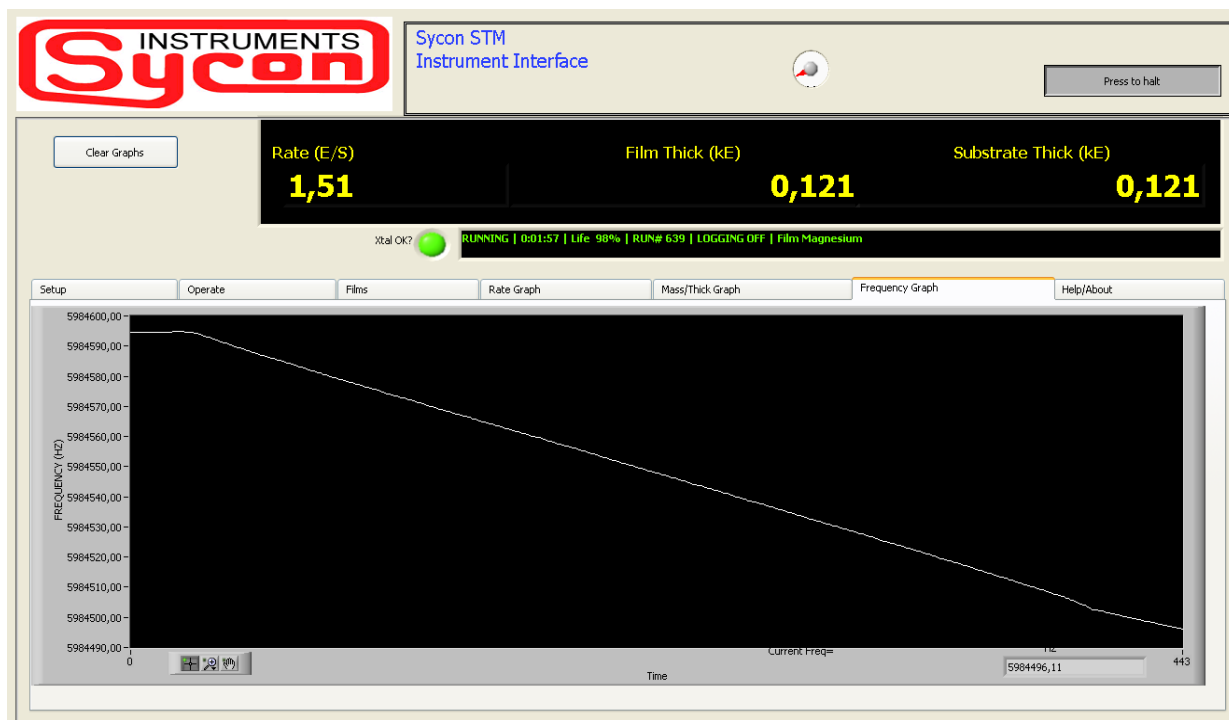 INSTRUMENTS
Sycon
Sycon STM
Instrument Interface
Press to halt
Clear Graphs
Rate (E/S)
Film Thick (kE)
Substrate Thick (kE)
1,51
0,121
0,121
Xtal OK?
RUNNING | 0:01:57 | Life 98% | RUN# 639 | LOGGING OFF | Film Magnesium
Setup
Operate
Films
Rate Graph
Mass/Thick Graph
Frequency Graph
Help/About
FREQUENCY (HZ)
5984600,00
5984590,00
5984580,00
5984570,00
5984560,00
5984550,00
5984540,00
5984530,00
5984520,00
5984510,00
5984500,00
5984490,00
0
443
Time
Current Freq=
HZ
5984496,11